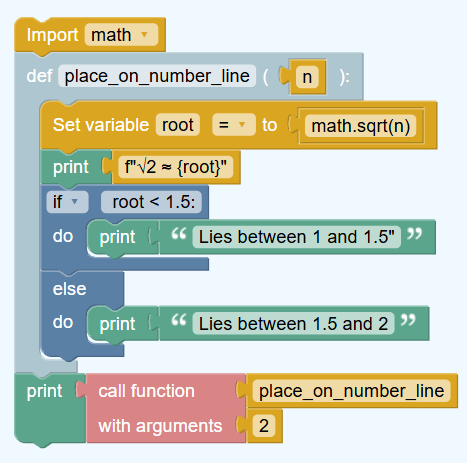 Import math
def place_on_number_line ( n ):
Set variable root = to math.sqrt(n)
print f"√2 ≈ {root}"
if root < 1.5:
do print “ Lies between 1 and 1.5" ”
else
do print “ Lies between 1.5 and 2 ”
print call function place_on_number_line
with arguments 2